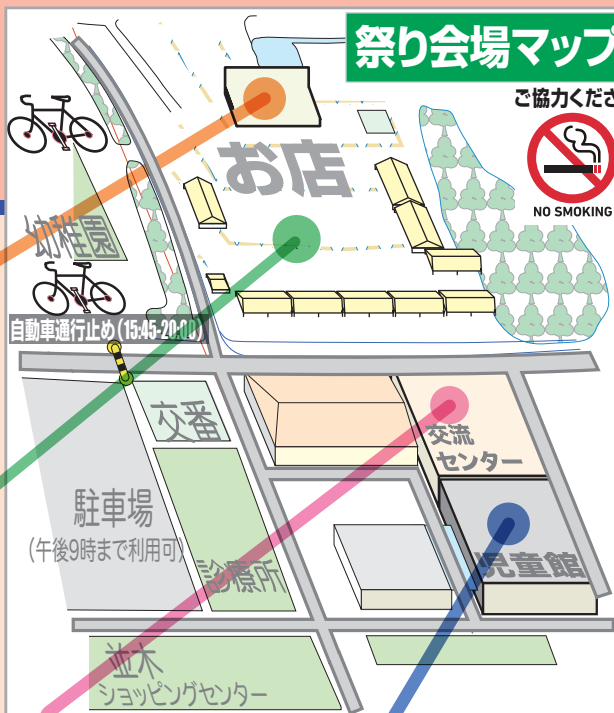 祭り会場マップ
ご協力くださ
NO SMOKING
お店
幼稚園
自動車通行止め(15:45-20:00)
交番
交流
センター
駐車場
(午後9時まで利用可)
診療所
児童館
並木
ショッピングセンター